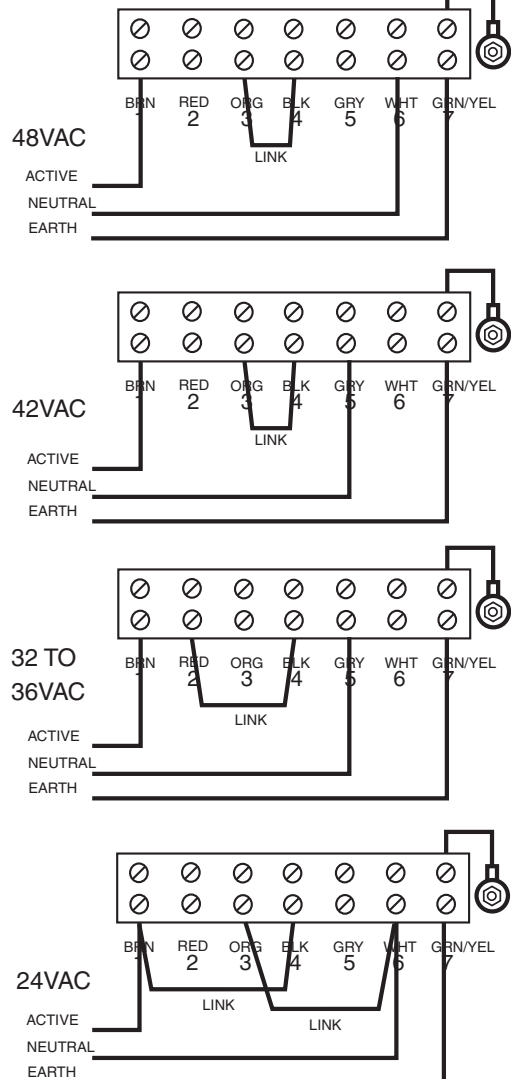 BRN RED ORG BLK GRY WHT GRN/YEL
1 2 3 4 5 6 7
48VAC
LINK
ACTIVE
NEUTRAL
EARTH
BRN RED ORG BLK GRY WHT GRN/YEL
1 2 3 4 5 6 7
42VAC
LINK
ACTIVE
NEUTRAL
EARTH
BRN RED ORG BLK GRY WHT GRN/YEL
1 2 3 4 5 6 7
32 TO
36VAC
LINK
ACTIVE
NEUTRAL
EARTH
BRN RED ORG BLK GRY WHT GRN/YEL
1 2 3 4 5 6 7
24VAC
LINK
LINK
ACTIVE
NEUTRAL
EARTH